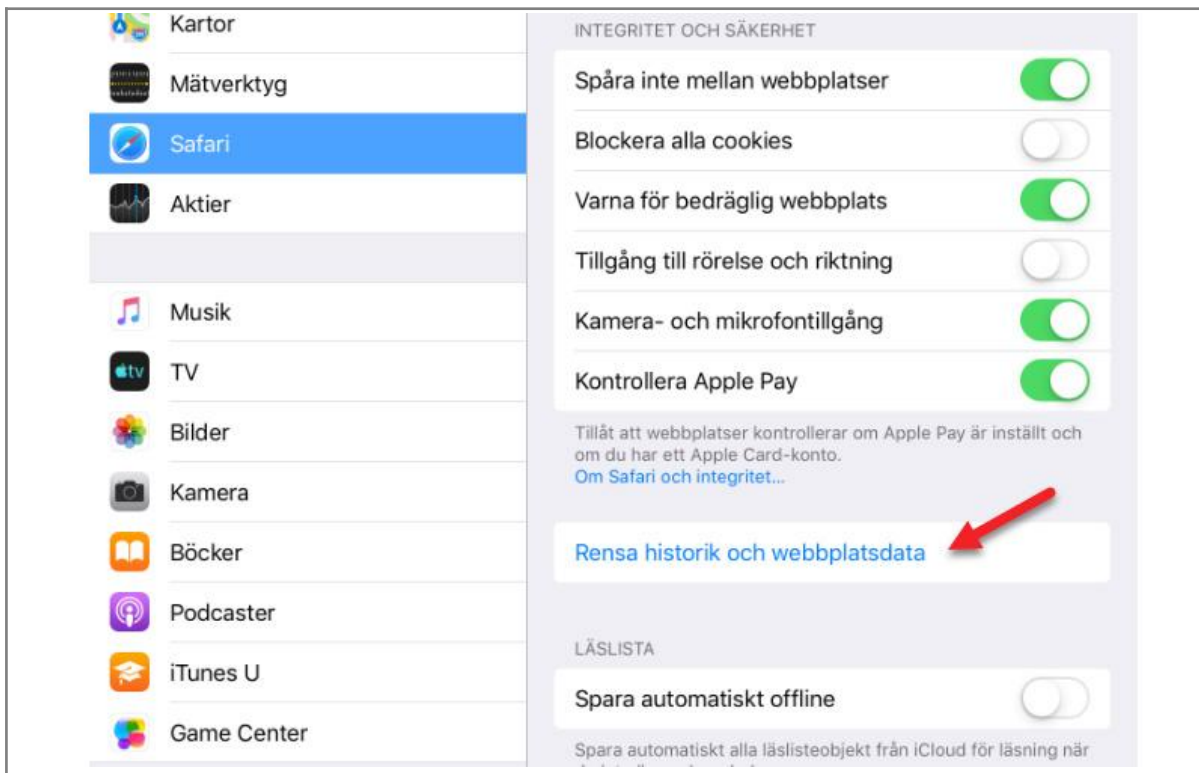 Kartor
Mätverktyg
Safari
Aktier
Musik
TV
Bilder
Kamera
Böcker
Podcaster
iTunes U
Game Center
INTEGRITET OCH SÄKERHET
Spåra inte mellan webbplatser
Blockera alla cookies
Varna för bedräglig webbplats
Tillgång till rörelse och riktning
Kamera- och mikrofontillgång
Kontrollera Apple Pay
Tillåt att webbplatser kontrollerar om Apple Pay är inställt och
om du har ett Apple Card-konto.
Om Safari och integritet...
Rensa historik och webbplatsdata
LÄSLISTA
Spara automatiskt offline
Spara automatiskt alla läslisteobjekt från iCloud för läsning när